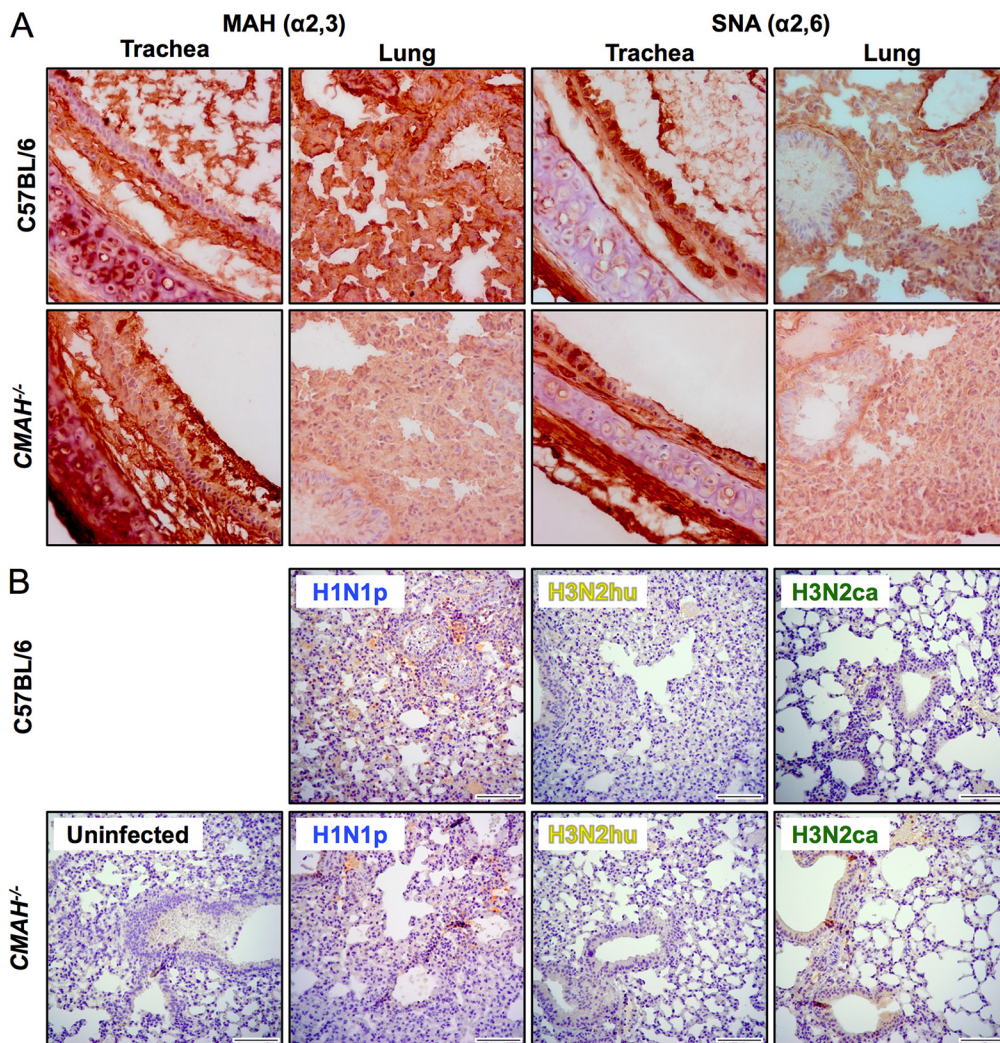 A
MAH (α2,3)
SNA (α2,6)
Trachea
Lung
Trachea
Lung
C57BL/6
CMAH-/-
B
C57BL/6
H1N1p
H3N2hu
H3N2ca
CMAH-/-
Uninfected
H1N1p
H3N2hu
H3N2ca